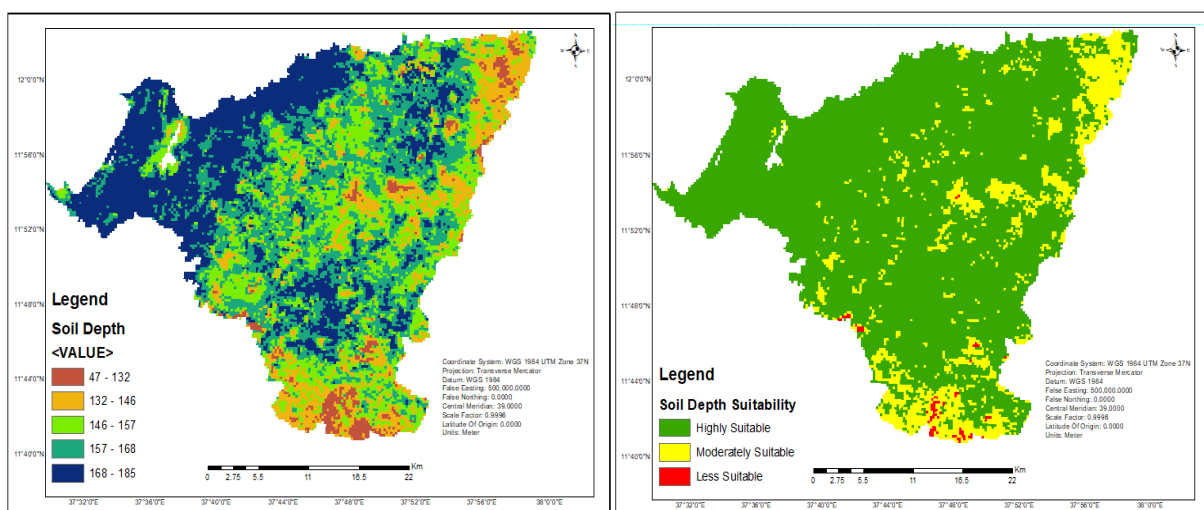 N
W E
S
12°0'0"N
11°56'0"N
11°52'0"N
11°48'0"N
11°44'0"N
11°40'0"N
Legend
Soil Depth
<VALUE>
47 - 132
132 - 146
146 - 157
157 - 168
168 - 185
Coordinate System: WGS 1984 UTM Zone 37N
Projection: Transverse Mercator
Datum: WGS 1984
False Easting: 500,000.0000
False Northing: 0.0000
Central Meridian: 39.0000
Scale Factor: 0.9996
Latitude Of Origin: 0.0000
Units: Meter
Km
0 2.75 5.5 11 16.5 22
37°32'0"E 37°36'0"E 37°40'0"E 37°44'0"E 37°48'0"E 37°52'0"E 37°56'0"E 38°0'0"E
N
W E
S
12°0'0"N
11°56'0"N
11°52'0"N
11°48'0"N
11°44'0"N
11°40'0"N
Legend
Soil Depth Suitability
Highly Suitable
Moderately Suitable
Less Suitable
Coordinate System: WGS 1984 UTM Zone 37N
Projection: Transverse Mercator
Datum: WGS 1984
False Easting: 500,000.0000
False Northing: 0.0000
Central Meridian: 39.0000
Scale Factor: 0.9996
Latitude Of Origin: 0.0000
Units: Meter
Km
0 2.75 5.5 11 16.5 22
37°32'0"E 37°36'0"E 37°40'0"E 37°44'0"E 37°48'0"E 37°52'0"E 37°56'0"E 38°0'0"E